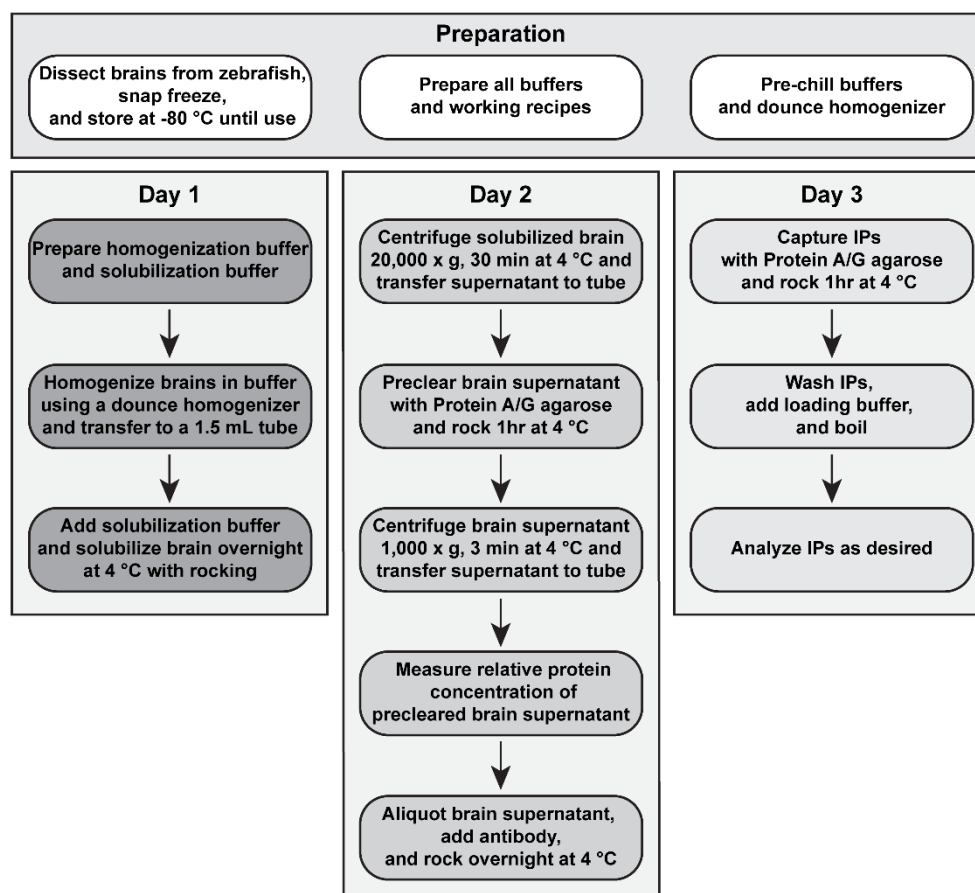 Preparation
Dissect brains from zebrafish,
snap freeze,
and store at -80 °C until use
Prepare all buffers
and working recipes
Pre-chill buffers
and dounce homogenizer
Day 1
Prepare homogenization buffer
and solubilization buffer
Homogenize brains in buffer
using a dounce homogenizer
and transfer to a 1.5 mL tube
Add solubilization buffer
and solubilize brain overnight
at 4 °C with rocking
Day 2
Centrifuge solubilized brain
20,000 x g, 30 min at 4 °C and
transfer supernatant to tube
Preclear brain supernatant
with Protein A/G agarose
and rock 1hr at 4 °C
Centrifuge brain supernatant
1,000 x g, 3 min at 4 °C and
transfer supernatant to tube
Measure relative protein
concentration of
precleared brain supernatant
Aliquot brain supernatant,
add antibody,
and rock overnight at 4 °C
Day 3
Capture IPs
with Protein A/G agarose
and rock 1hr at 4 °C
Wash IPs,
add loading buffer,
and boil
Analyze IPs as desired